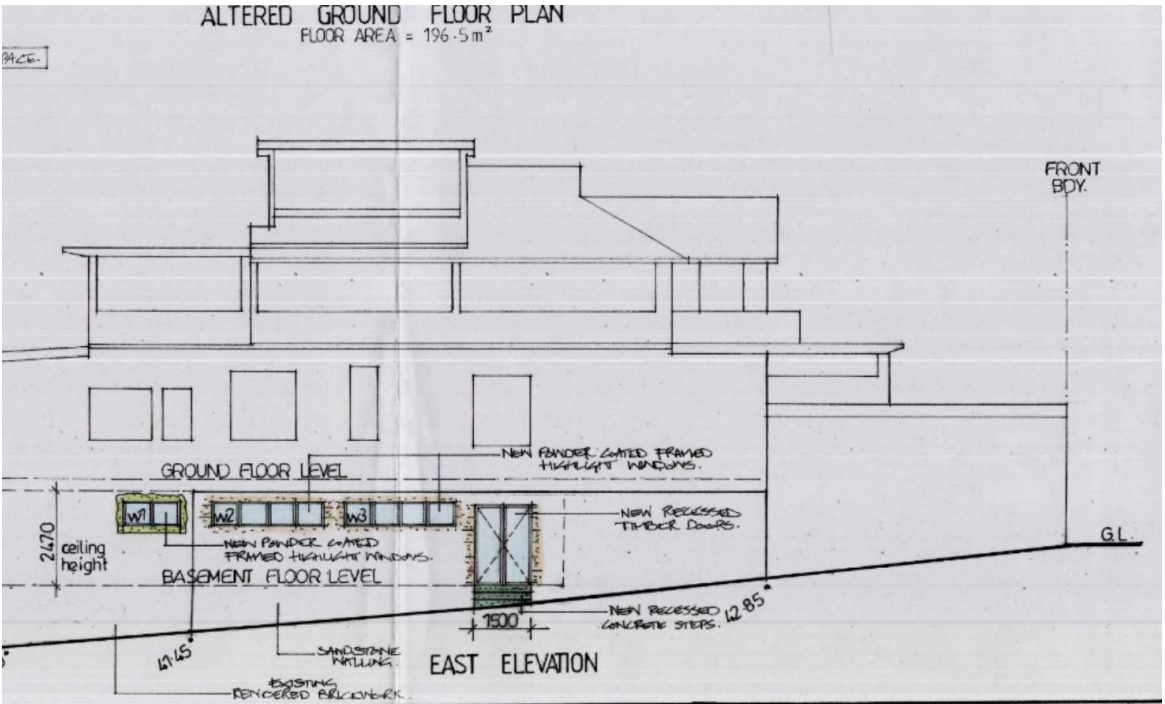 ALTERED GROUND FLOOR PLAN
FLOOR AREA = 196.5m²
FRONT
BDY.
NEW POWDER COATED FRAMED
HIGHLIGHT WINDOWS.
GROUND FLOOR LEVEL
W1
W2
W3
NEW RECESSED
TIMBER DOORS.
2470
ceiling
height
NEW POWDER COATED
FRAMED HIGHLIGHT WINDOWS.
G.L.
BASEMENT FLOOR LEVEL
NEW RECESSED
CONCRETE STEPS.
42.85
1500
41.45
SANDSTONE
WALLING
EAST ELEVATION
EXISTING
RENDERED BRICKWORK.